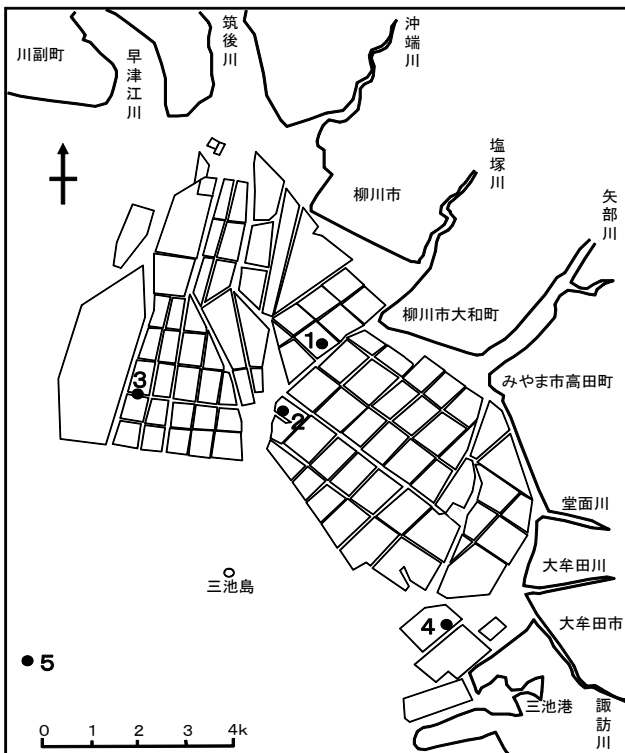 川副町
早津江川
筑後川
沖端川
塩塚川
柳川市
矢部川
柳川市大和町
1
みやま市高田町
3
2
堂面川
大牟田川
三池島
4
大牟田市
5
三池港
諏訪川
0 1 2 3 4k